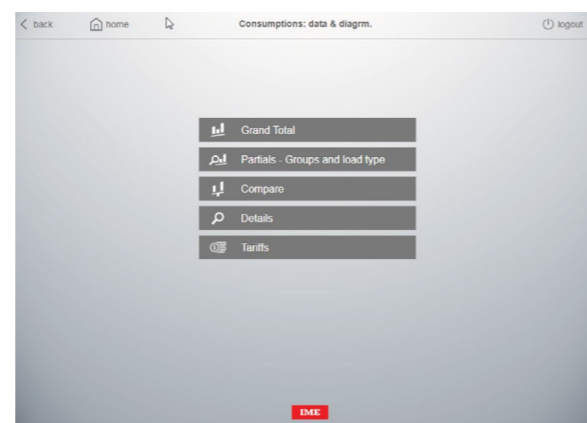 back home Consumptions: data & diagrm. logout
Grand Total
Partials - Groups and load type
Compare
Details
Tariffs
IME